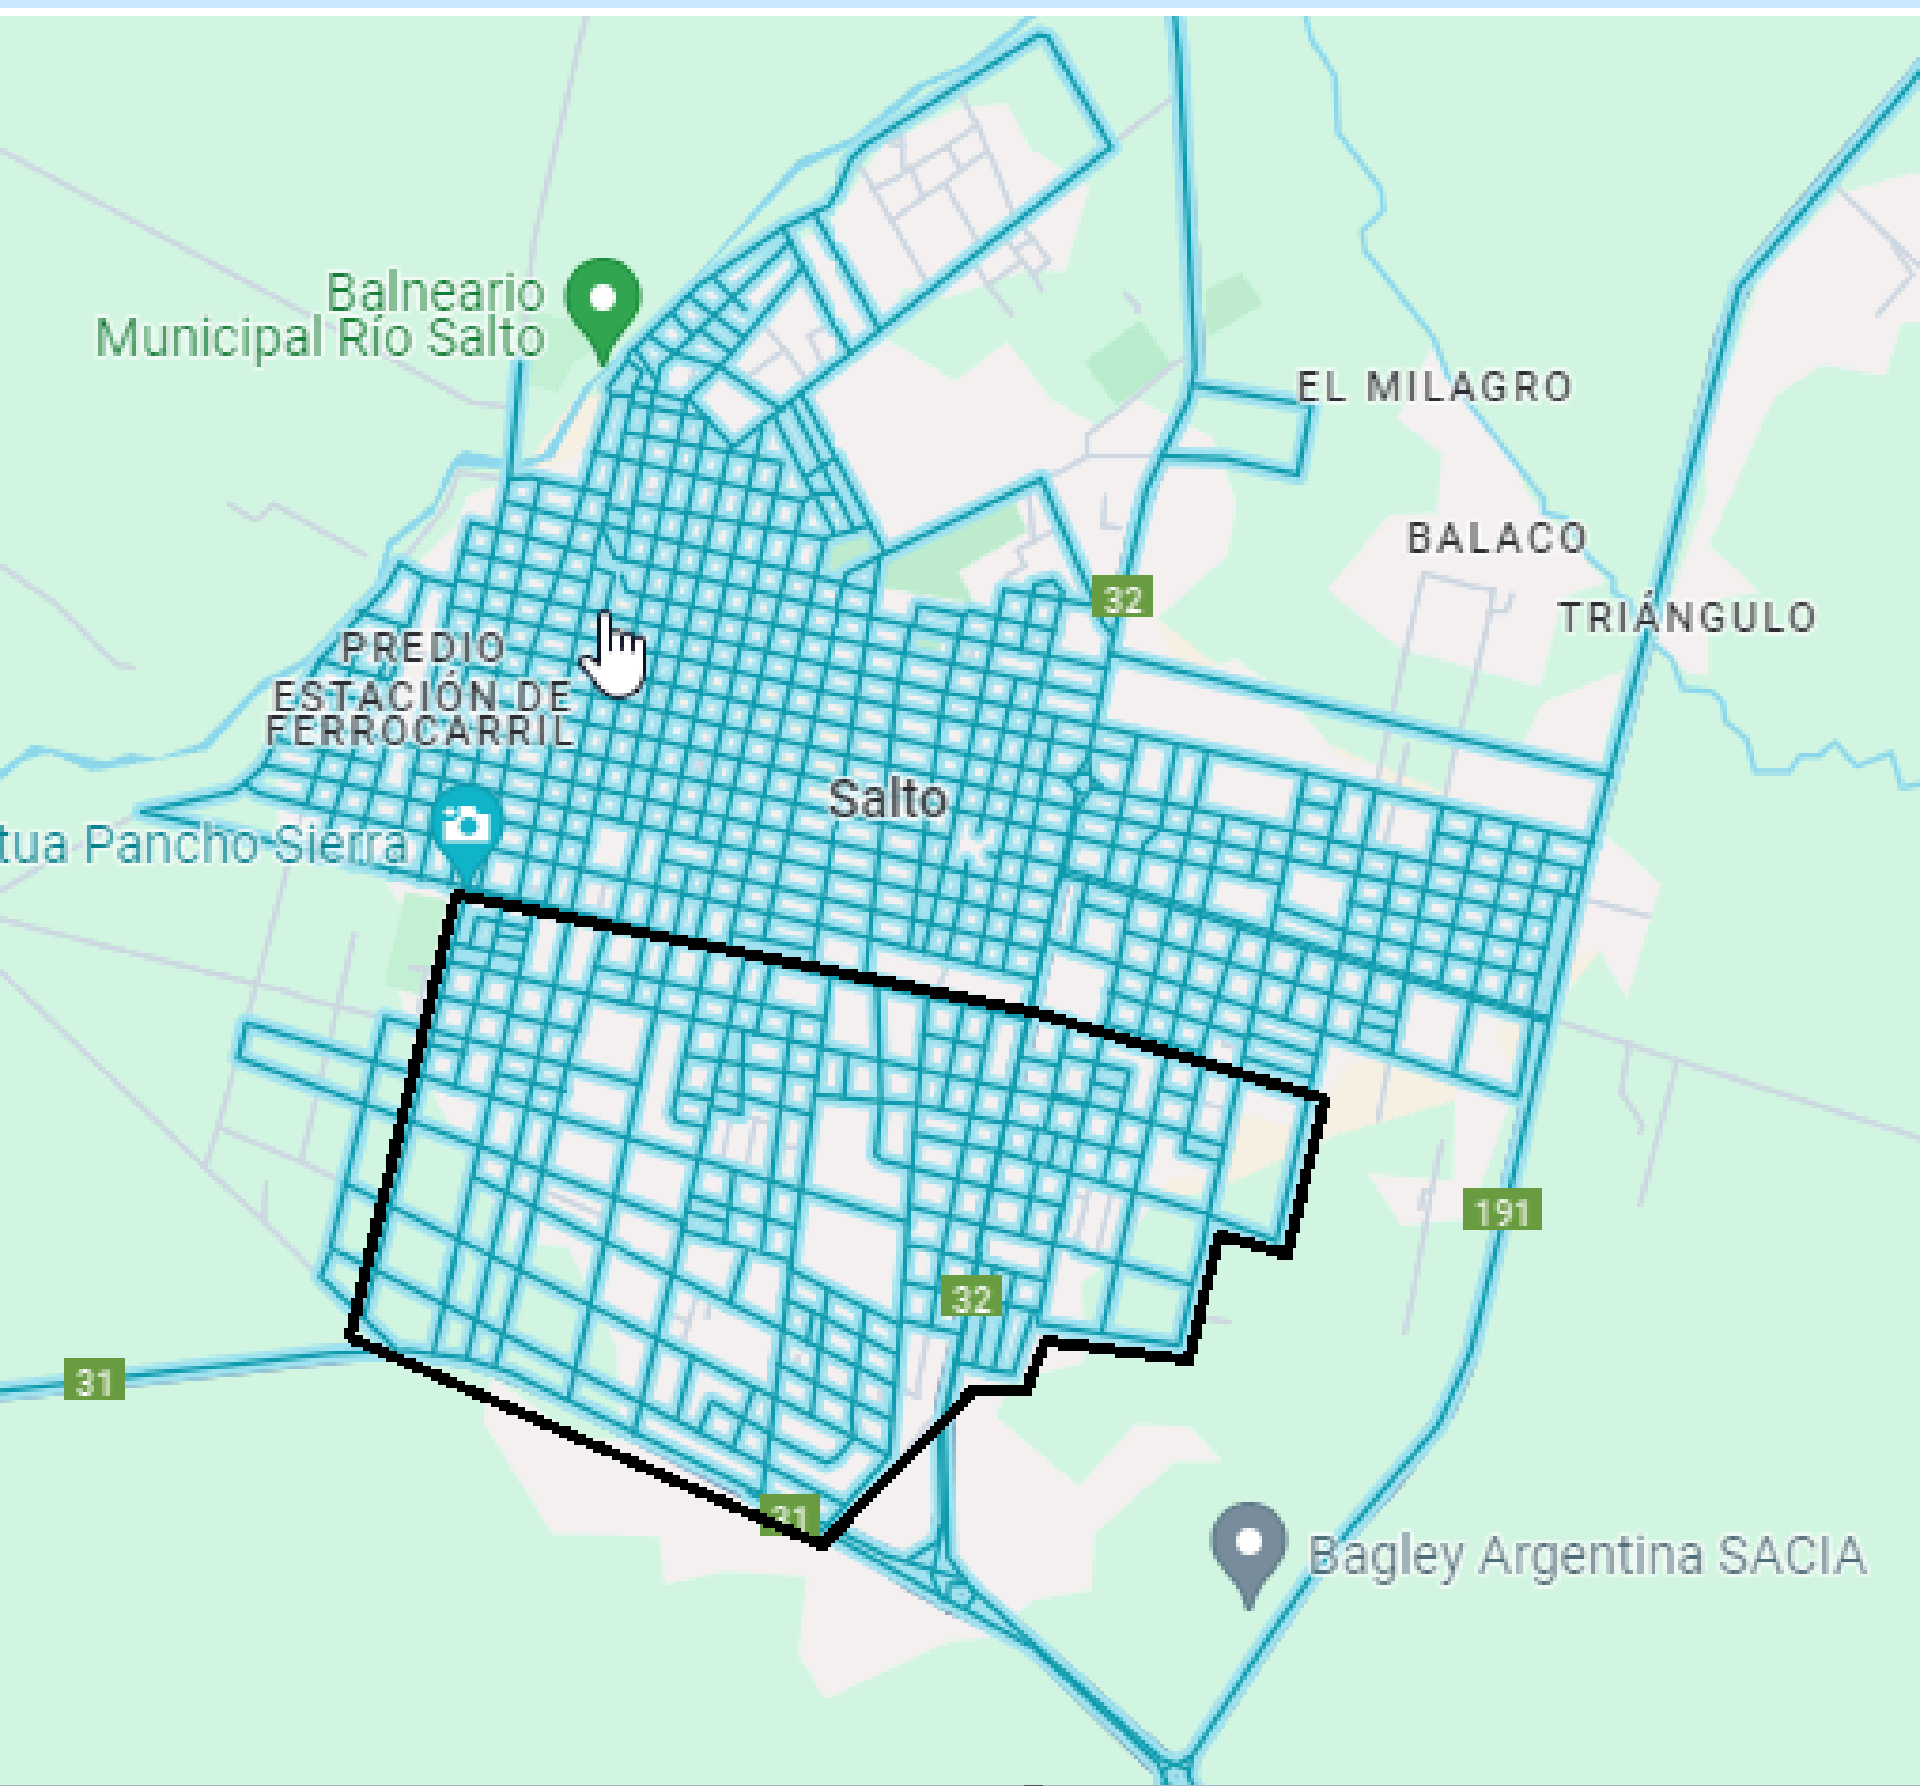 Balneario
Municipal Río Salto
EL MILAGRO
BALACO
32
TRIÁNGULO
PREDIO
ESTACIÓN DE
FERROCARRIL
Salto
tua Pancho Sierra
191
32
31
31
Bagley Argentina SACIA